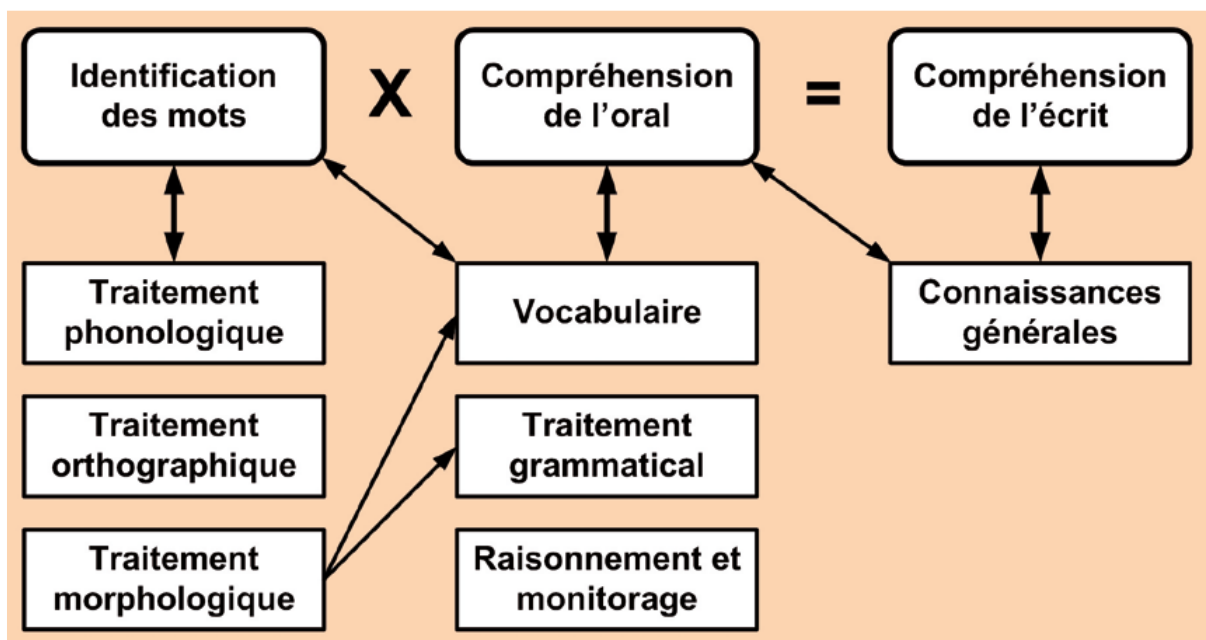 Identification
des mots
X
Compréhension
de l’oral
=
Compréhension
de l’écrit
Traitement
phonologique
Vocabulaire
Connaissances
générales
Traitement
orthographique
Traitement
grammatical
Traitement
morphologique
Raisonnement et
monitorage